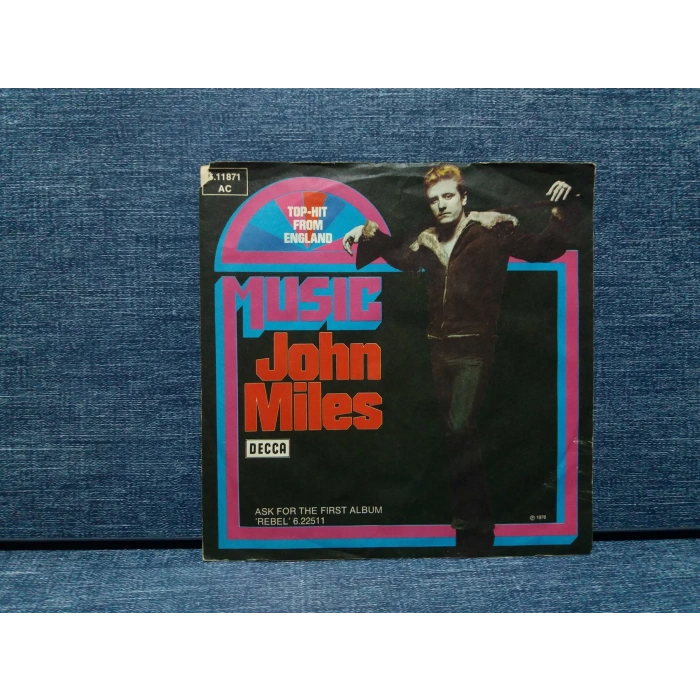 6.11871
AC
TOP-HIT
FROM
ENGLAND
MUSIC
John
Miles
DECCA
ASK FOR THE FIRST ALBUM
'REBEL' 6.22511
℗ 1976